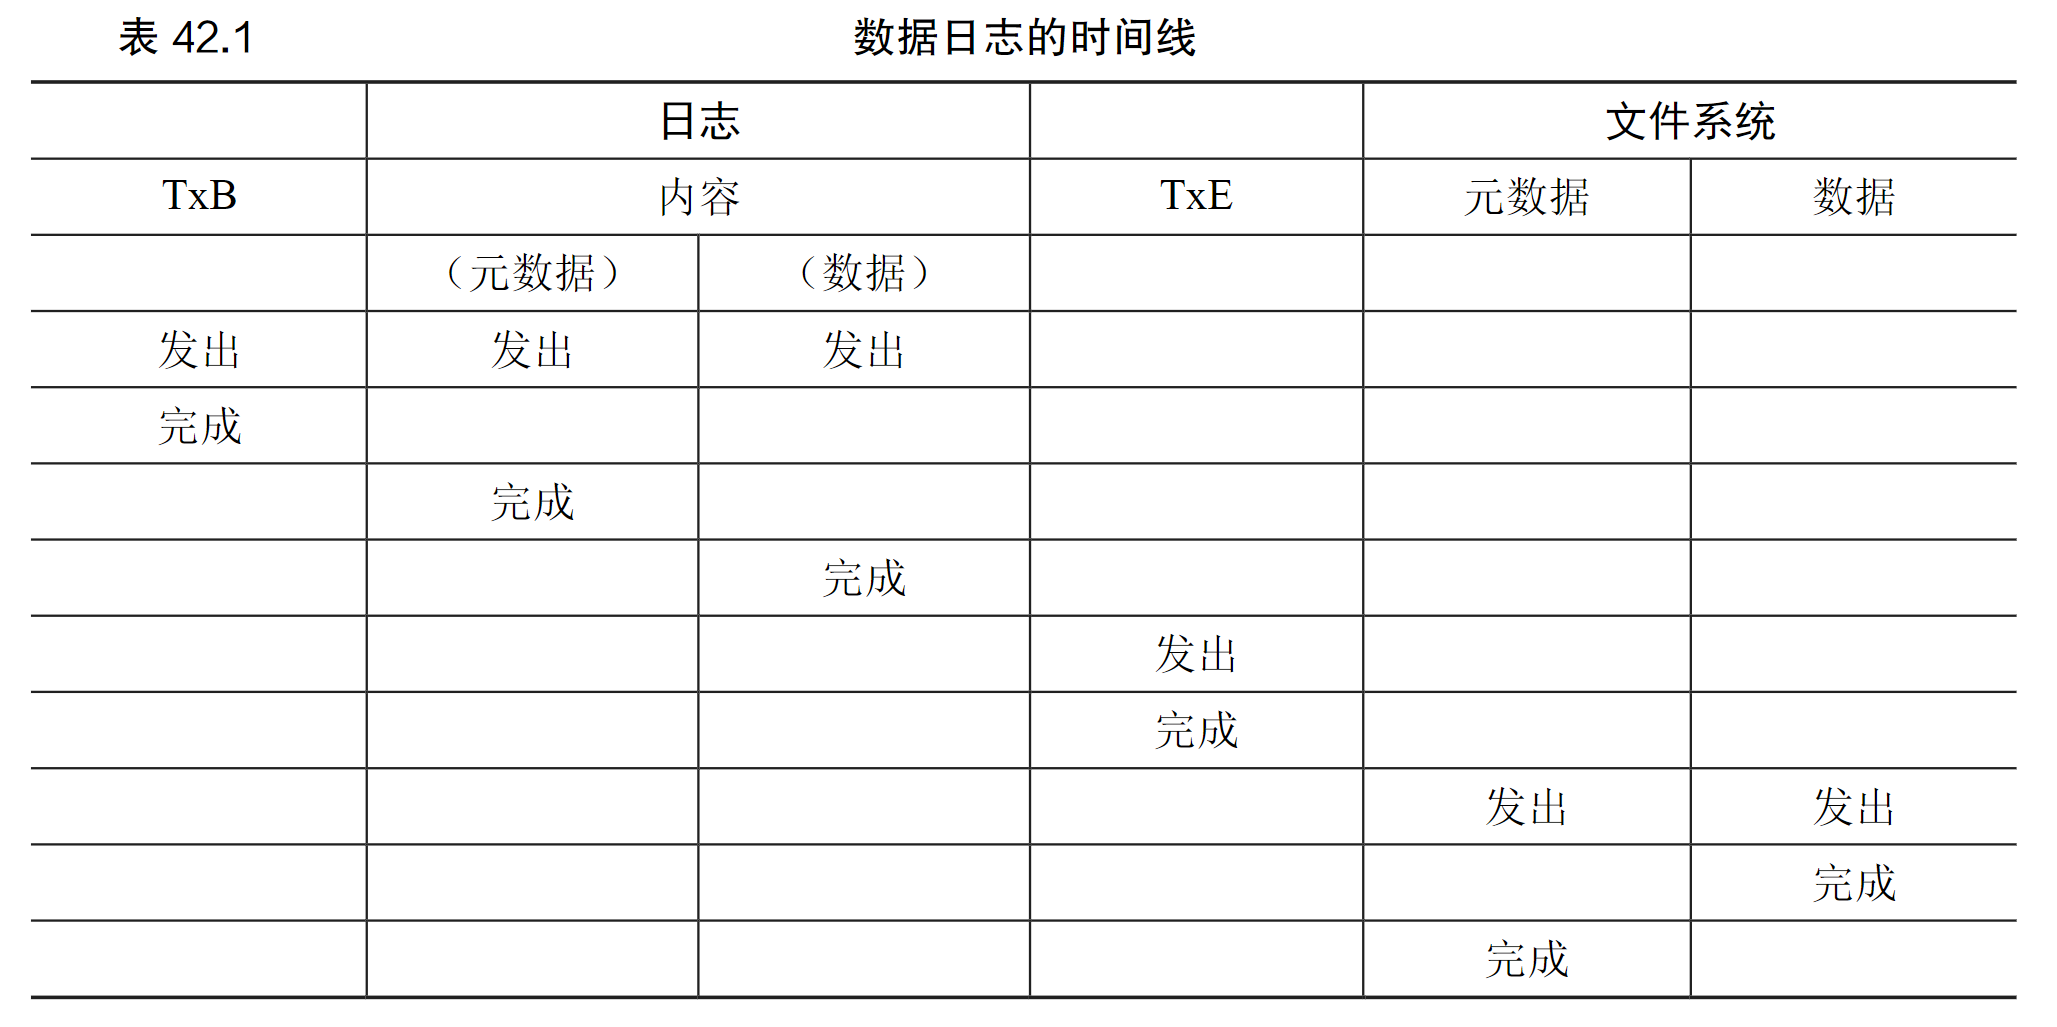 表 42.1 数据日志的时间线
日志 文件系统
TxB 内容 TxE 元数据 数据
（元数据） （数据）
发出 发出 发出
完成
完成
完成
发出
完成
发出 发出
完成
完成